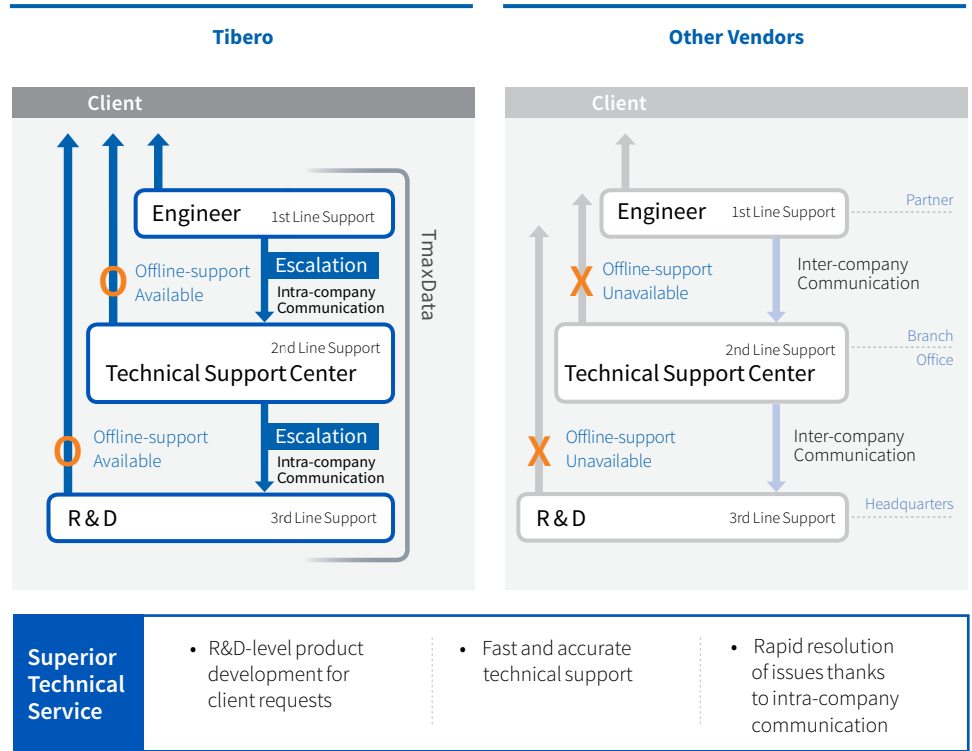 Tibero
Client
Engineer
1st Line Support
Offline-support
Available
Escalation
Intra-company
Communication
2nd Line Support
Technical Support Center
Offline-support
Available
Escalation
Intra-company
Communication
R & D
3rd Line Support
TmaxData
Other Vendors
Client
Engineer
1st Line Support
Partner
X
Offline-support
Unavailable
Inter-company
Communication
2nd Line Support
Technical Support Center
Branch
Office
X
Offline-support
Unavailable
Inter-company
Communication
R & D
3rd Line Support
Headquarters
Superior
Technical
Service
• R&D-level product
development for
client requests
• Fast and accurate
technical support
• Rapid resolution
of issues thanks
to intra-company
communication